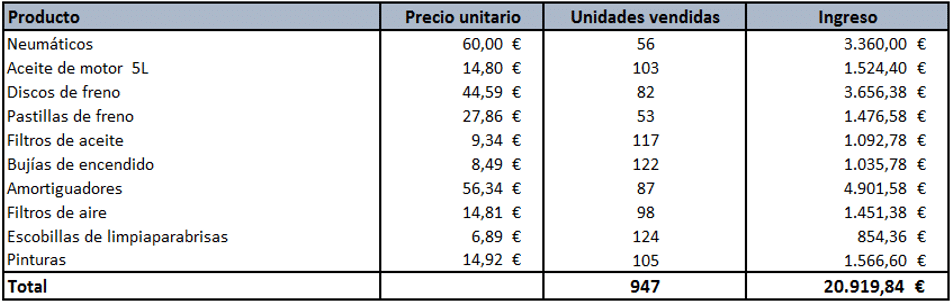 Producto Precio unitario Unidades vendidas Ingreso
Neumáticos 60,00 € 56 3.360,00 €
Aceite de motor 5L 14,80 € 103 1.524,40 €
Discos de freno 44,59 € 82 3.656,38 €
Pastillas de freno 27,86 € 53 1.476,58 €
Filtros de aceite 9,34 € 117 1.092,78 €
Bujías de encendido 8,49 € 122 1.035,78 €
Amortiguadores 56,34 € 87 4.901,58 €
Filtros de aire 14,81 € 98 1.451,38 €
Escobillas de limpiaparabrisas 6,89 € 124 854,36 €
Pinturas 14,92 € 105 1.566,60 €
Total 947 20.919,84 €